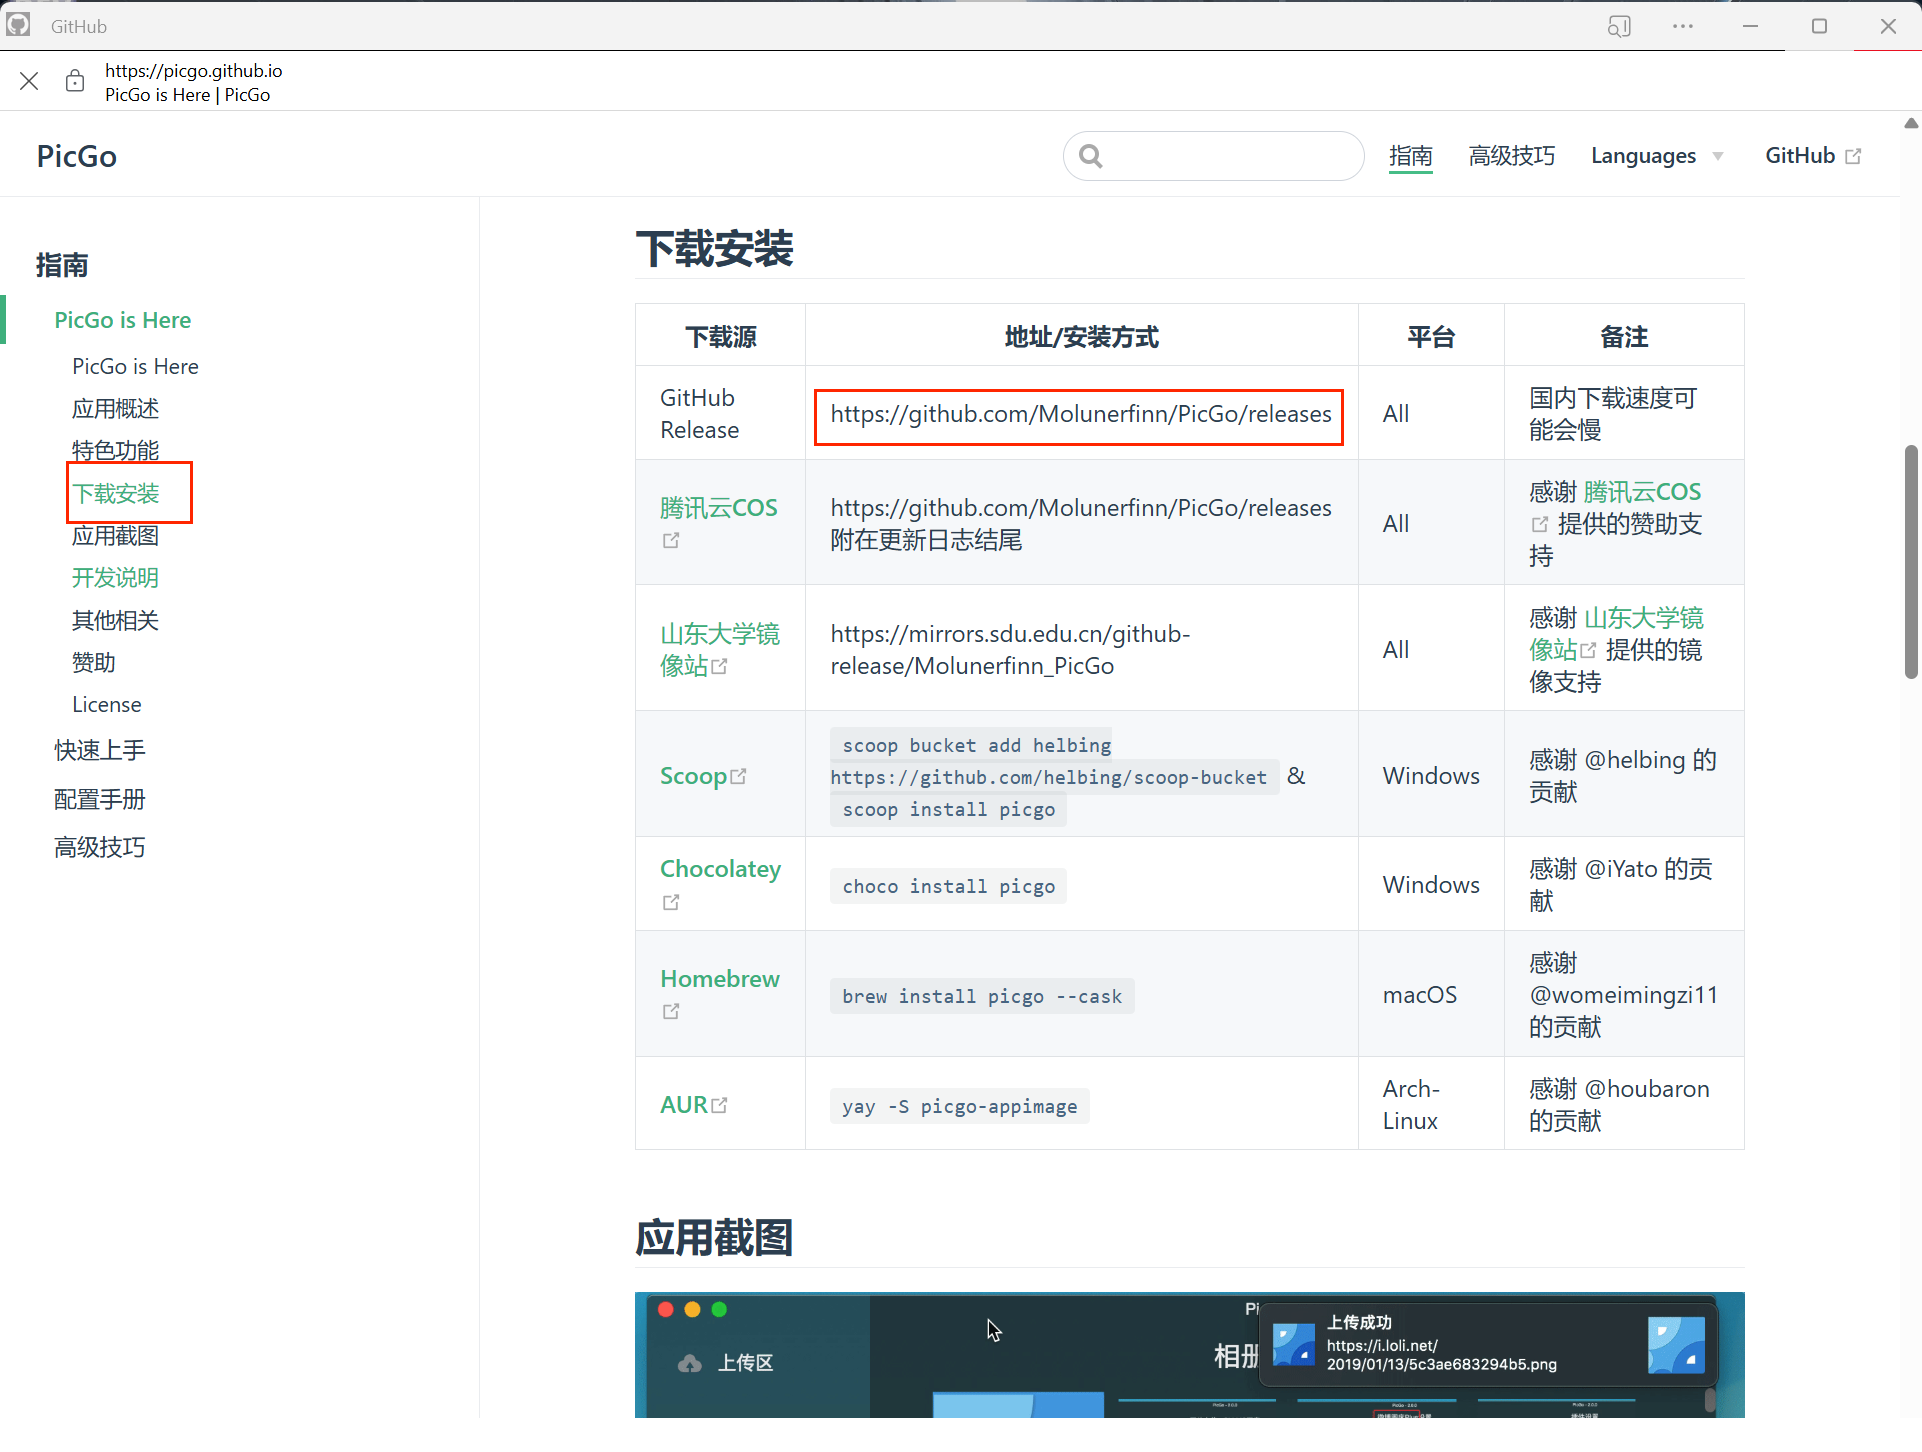 GitHub
https://picgo.github.io
PicGo is Here | PicGo
PicGo
指南
高级技巧
Languages
GitHub
指南
PicGo is Here
PicGo is Here
应用概述
特色功能
下载安装
应用截图
开发说明
其他相关
赞助
License
快速上手
配置手册
高级技巧
下载安装
下载源
地址/安装方式
平台
备注
GitHub
Release
https://github.com/Molunerfinn/PicGo/releases
All
国内下载速度可
能会慢
腾讯云COS
https://github.com/Molunerfinn/PicGo/releases
附在更新日志结尾
All
感谢 腾讯云COS
提供的赞助支
持
山东大学镜
像站
https://mirrors.sdu.edu.cn/github-
release/Molunerfinn_PicGo
All
感谢 山东大学镜
像站 提供的镜
像支持
Scoop
scoop bucket add helbing
https://github.com/helbing/scoop-bucket &
scoop install picgo
Windows
感谢 @helbing 的
贡献
Chocolatey
choco install picgo
Windows
感谢 @iYato 的贡
献
Homebrew
brew install picgo --cask
macOS
感谢
@womeimingzi11
的贡献
AUR
yay -S picgo-appimage
Arch-
Linux
感谢 @houbaron
的贡献
应用截图
Pi
上传区
相册
上传成功
https://i.loli.net/
2019/01/13/5c3ae683294b5.png